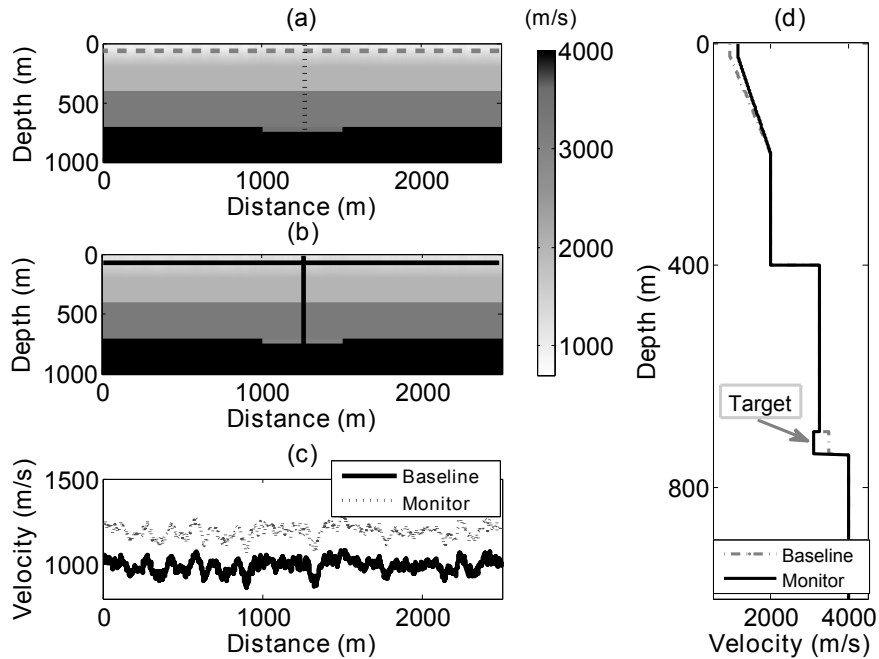 (a)
0
500
1000
Depth (m)
0
1000
2000
Distance (m)
(b)
0
500
1000
Depth (m)
0
1000
2000
Distance (m)
(c)
1500
1000
Velocity (m/s)
Baseline
Monitor
0
1000
2000
Distance (m)
(m/s)
4000
3000
2000
1000
(d)
0
400
800
Depth (m)
Target
Baseline
Monitor
2000
4000
Velocity (m/s)